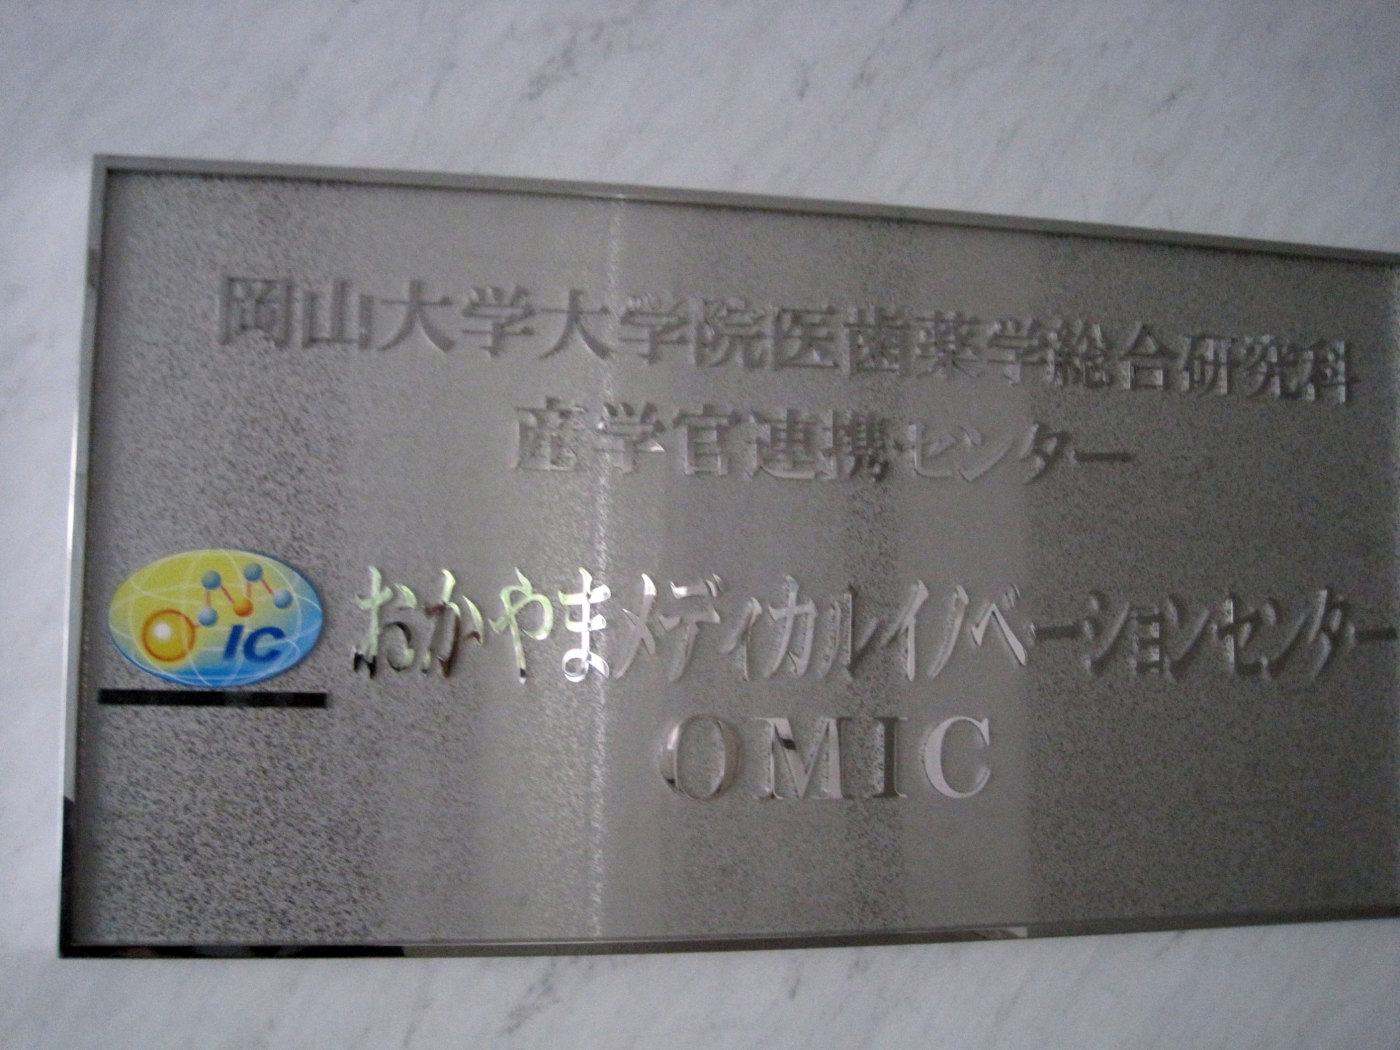 岡山大学大学院医歯薬学総合研究科
産学官連携センター
IC
おかやまメディカルイノベーションセンター
OMIC